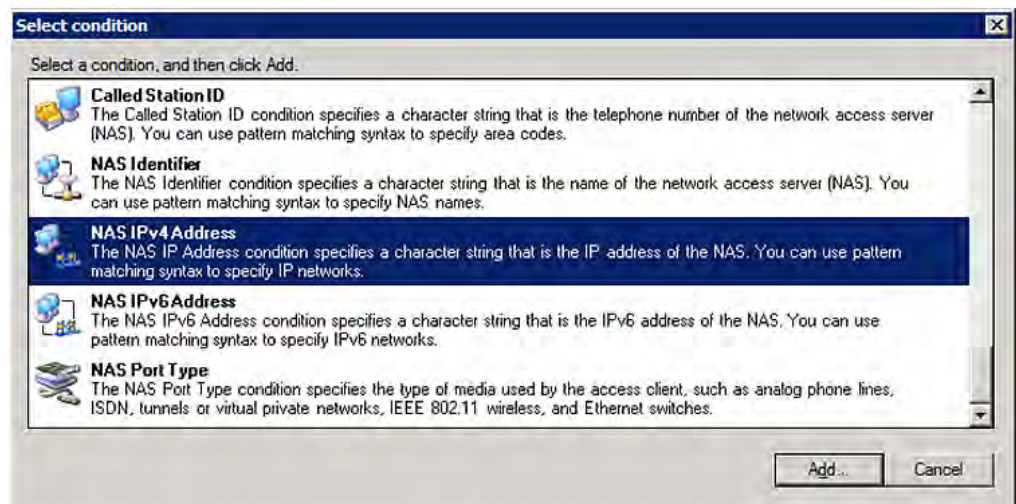 Select condition
Select a condition, and then click Add.
Called Station ID
The Called Station ID condition specifies a character string that is the telephone number of the network access server
(NAS). You can use pattern matching syntax to specify area codes.
NAS Identifier
The NAS Identifier condition specifies a character string that is the name of the network access server (NAS). You
can use pattern matching syntax to specify NAS names.
NAS IPv4 Address
The NAS IP Address condition specifies a character string that is the IP address of the NAS. You can use pattern
matching syntax to specify IP networks.
NAS IPv6 Address
The NAS IPv6 Address condition specifies a character string that is the IPv6 address of the NAS. You can use
pattern matching syntax to specify IPv6 networks.
NAS Port Type
The NAS Port Type condition specifies the type of media used by the access client, such as analog phone lines,
ISDN, tunnels or virtual private networks, IEEE 802.11 wireless, and Ethernet switches.
Add... Cancel